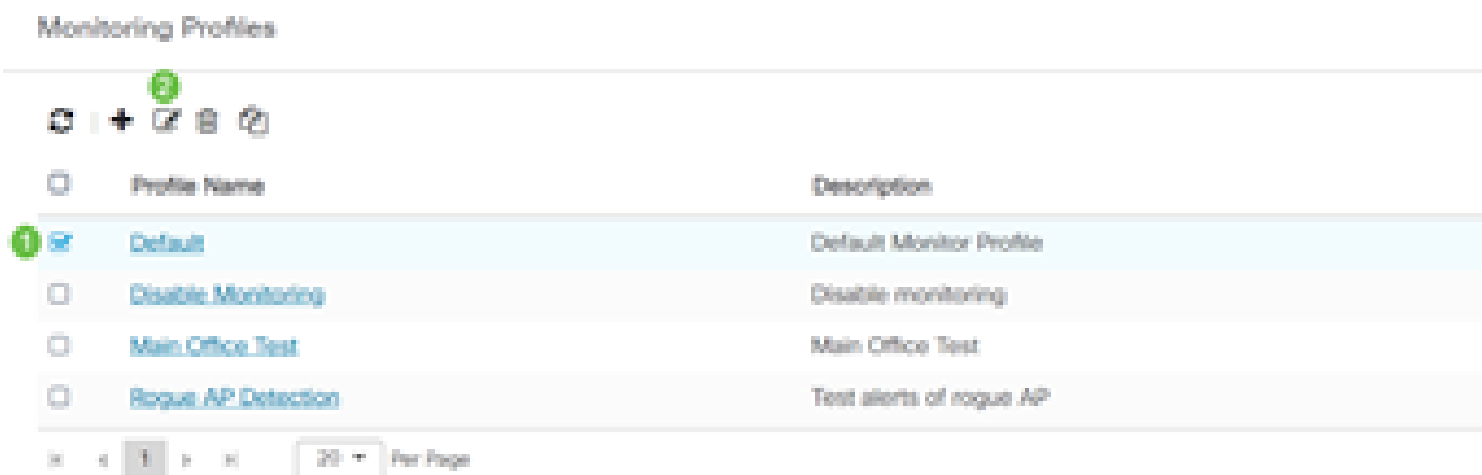 Monitoring Profiles
2
Profile Name Description
1 Default Default Monitor Profile
Disable Monitoring Disable monitoring
Main Office Test Main Office Test
Rogue AP Detection Test alerts of rogue AP
1 20 Per Page